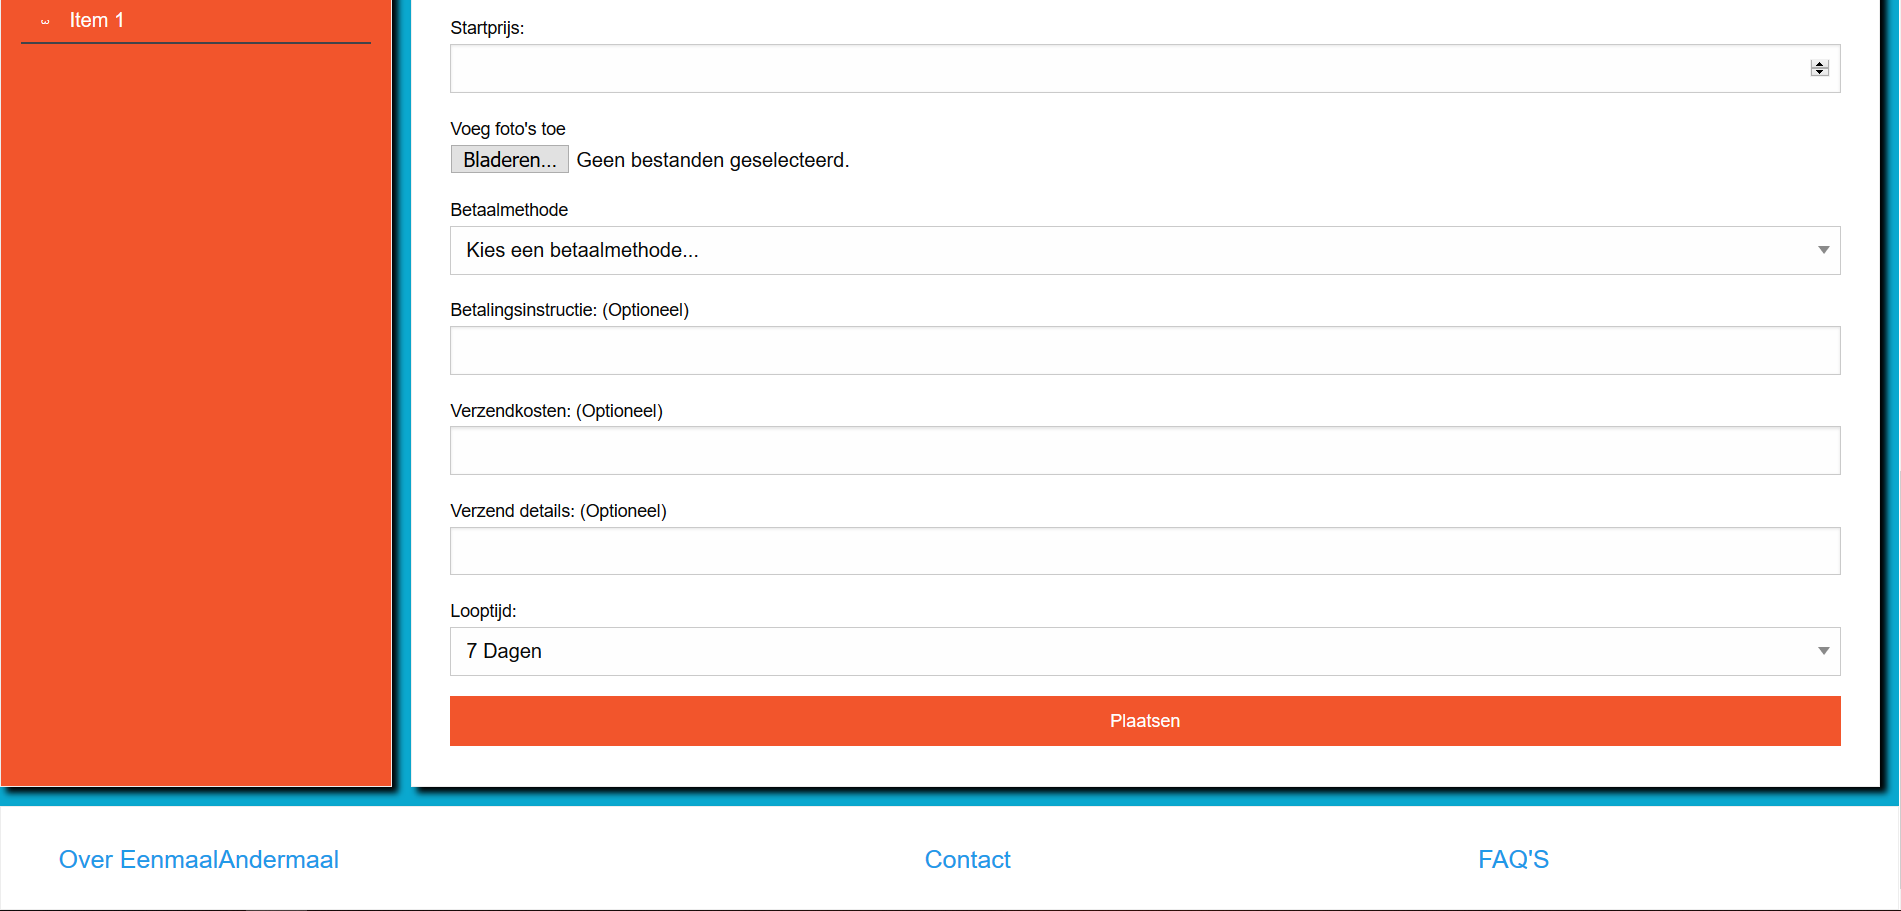 Item 1
Startprijs:
Voeg foto's toe
Bladeren... Geen bestanden geselecteerd.
Betaalmethode
Kies een betaalmethode...
Betalingsinstructie: (Optioneel)
Verzendkosten: (Optioneel)
Verzend details: (Optioneel)
Looptijd:
7 Dagen
Plaatsen
Over EenmaalAndermaal
Contact
FAQ'S